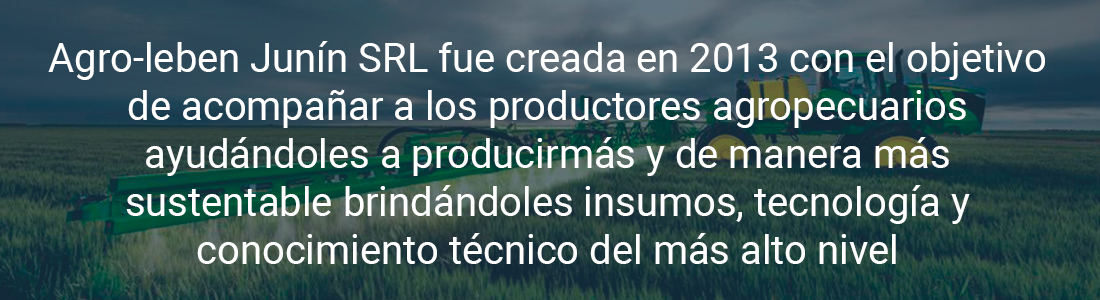 Agro-leben Junín SRL fue creada en 2013 con el objetivo
de acompañar a los productores agropecuarios
ayudándoles a producirmás y de manera más
sustentable brindándoles insumos, tecnología y
conocimiento técnico del más alto nivel